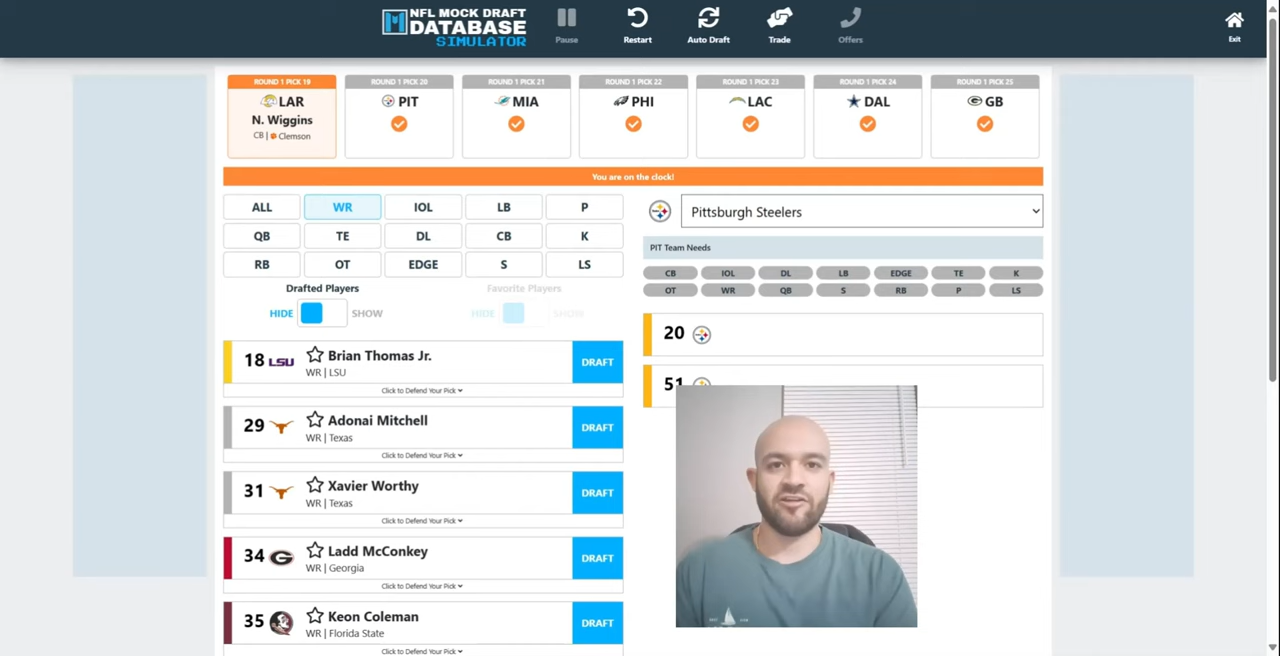 NFL MOCK DRAFT
DATABASE
SIMULATOR
Pause
Restart
Auto Draft
Trade
Offers
Exit
ROUND 1 PICK 19
LAR
N. Wiggins
CB | Clemson
ROUND 1 PICK 20
PIT
ROUND 1 PICK 21
MIA
ROUND 1 PICK 22
PHI
ROUND 1 PICK 23
LAC
ROUND 1 PICK 24
DAL
ROUND 1 PICK 25
GB
You are on the clock!
ALL WR IOL LB P
QB TE DL CB K
RB OT EDGE S LS
Drafted Players
HIDE SHOW
Favorite Players
HIDE SHOW
18 LSU Brian Thomas Jr.
WR | LSU
DRAFT
Click to Defend Your Pick
29 Adonai Mitchell
WR | Texas
DRAFT
Click to Defend Your Pick
31 Xavier Worthy
WR | Texas
DRAFT
Click to Defend Your Pick
34 Ladd McConkey
WR | Georgia
DRAFT
Click to Defend Your Pick
35 Keon Coleman
WR | Florida State
DRAFT
Click to Defend Your Pick
Pittsburgh Steelers
PIT Team Needs
CB IOL DL LB EDGE TE K
OT WR QB S RB P LS
20
51